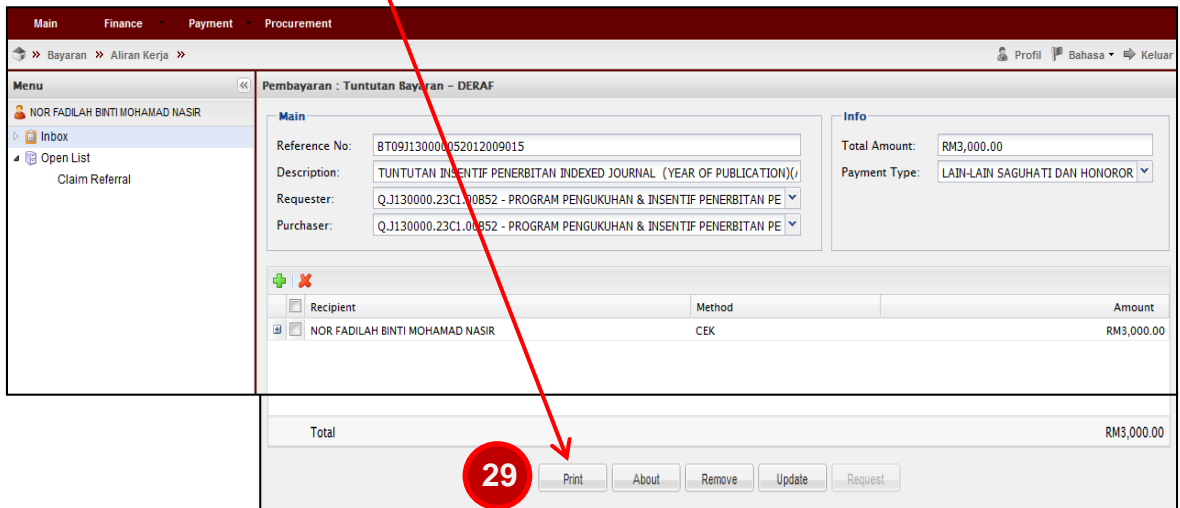 Main Finance Payment Procurement
» Bayaran » Aliran Kerja » Profil Bahasa Keluar
Menu
NOR FADILAH BINTI MOHAMAD NASIR
Inbox
Open List
Claim Referral
Pembayaran : Tuntutan Bayaran - DERAF
Main
Reference No: BT09J130000052012009015
Description: TUNTUTAN INSENTIF PENERBITAN INDEXED JOURNAL (YEAR OF PUBLICATION)(
Requester: Q.J130000.23C1.00B52 - PROGRAM PENGUKUHAN & INSENTIF PENERBITAN PE
Purchaser: Q.J130000.23C1.00B52 - PROGRAM PENGUKUHAN & INSENTIF PENERBITAN PE
Info
Total Amount: RM3,000.00
Payment Type: LAIN-LAIN SAGUHATI DAN HONOROR
Recipient Method Amount
NOR FADILAH BINTI MOHAMAD NASIR CEK RM3,000.00
Total RM3,000.00
29 Print About Remove Update Request